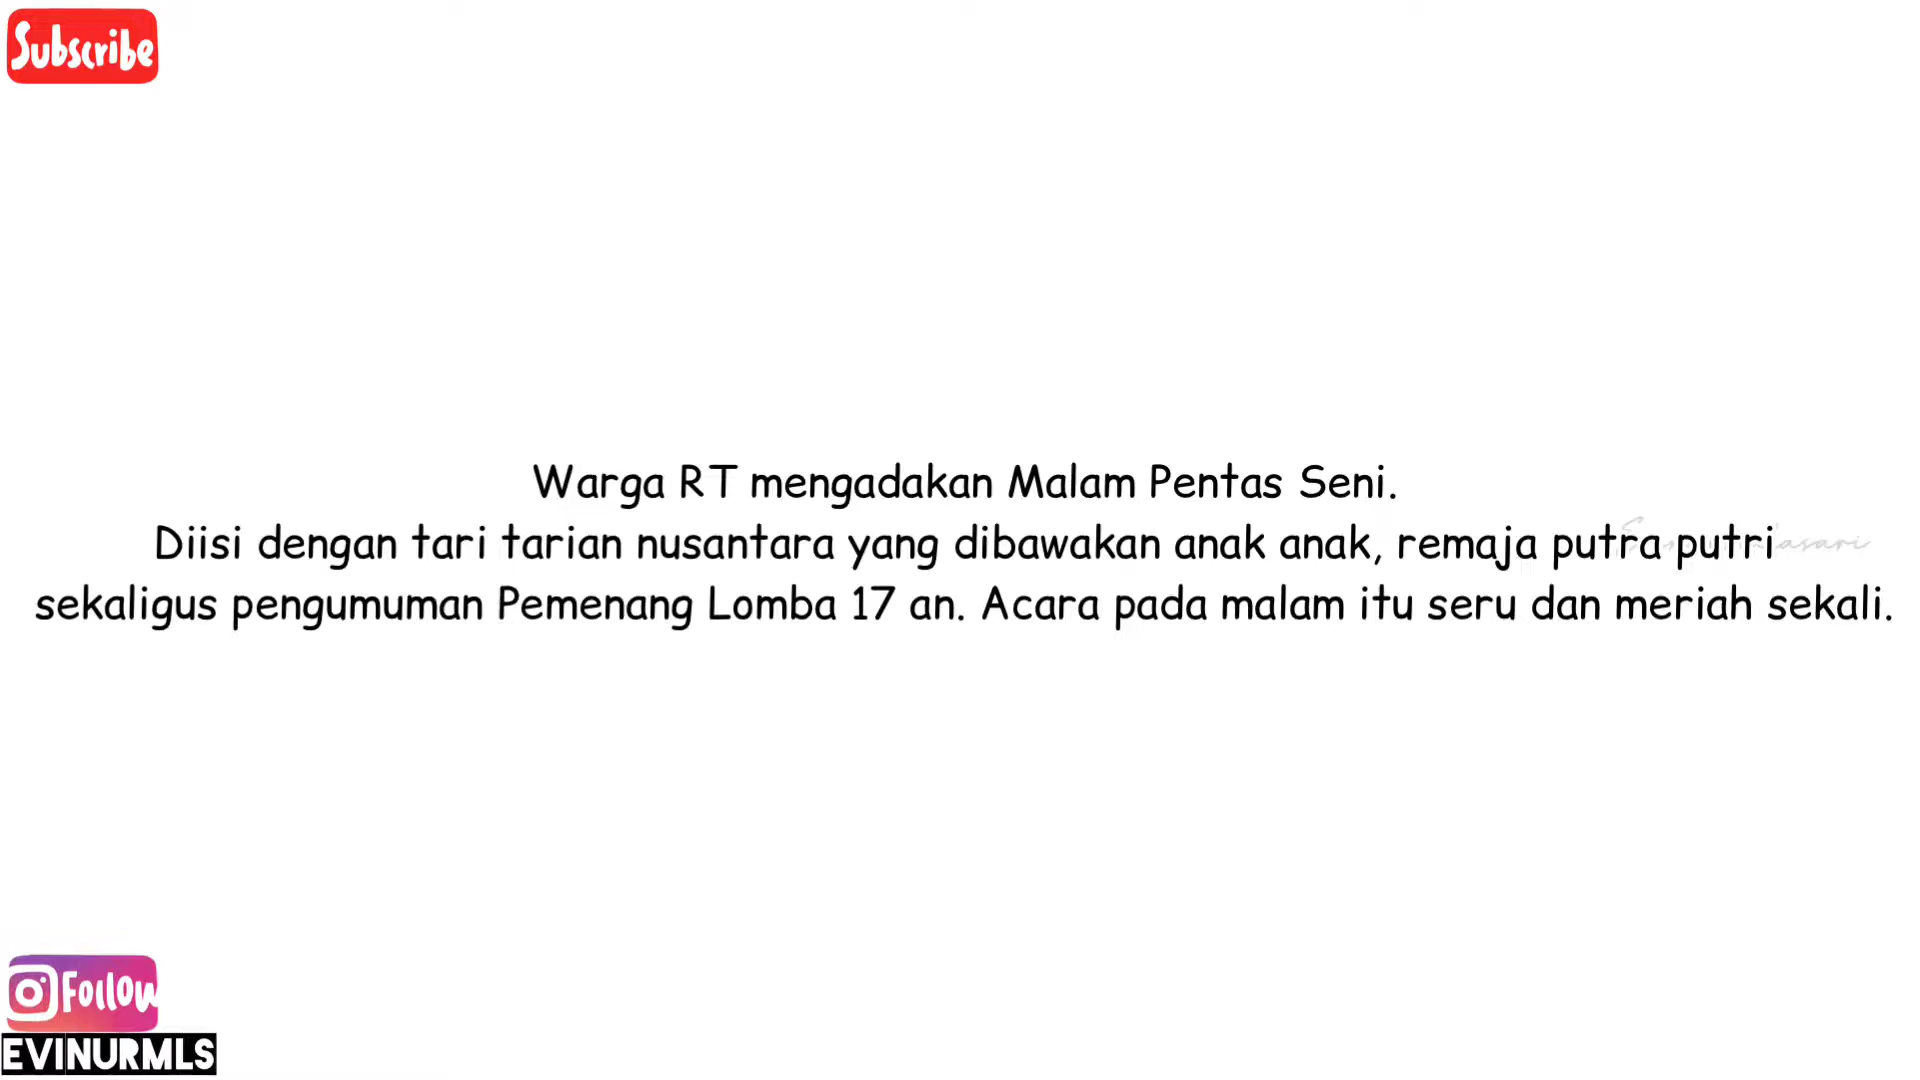 Subscribe
Warga RT mengadakan Malam Pentas Seni.
Diisi dengan tari tarian nusantara yang dibawakan anak anak, remaja putra putri
sekaligus pengumuman Pemenang Lomba 17 an. Acara pada malam itu seru dan meriah sekali.
Follow
EVINURMLS